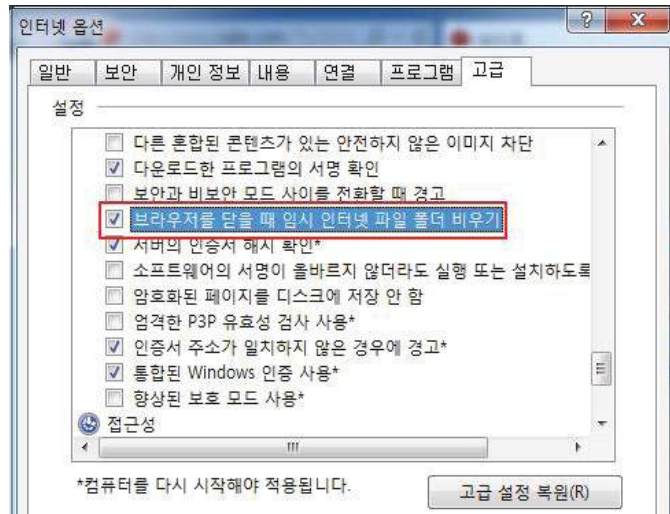 인터넷 옵션
일반 보안 개인 정보 내용 연결 프로그램 고급
설정
다른 혼합된 콘텐츠가 있는 안전하지 않은 이미지 차단
다운로드한 프로그램의 서명 확인
보안과 비보안 모드 사이를 전환할 때 경고
브라우저를 닫을 때 임시 인터넷 파일 폴더 비우기
서버의 인증서 해지 확인*
소프트웨어의 서명이 올바르지 않더라도 실행 또는 설치하도록
암호화된 페이지를 디스크에 저장 안 함
엄격한 P3P 유효성 검사 사용*
인증서 주소가 일치하지 않은 경우에 경고*
통합된 Windows 인증 사용*
향상된 보호 모드 사용*
접근성
*컴퓨터를 다시 시작해야 적용됩니다.
고급 설정 복원(R)